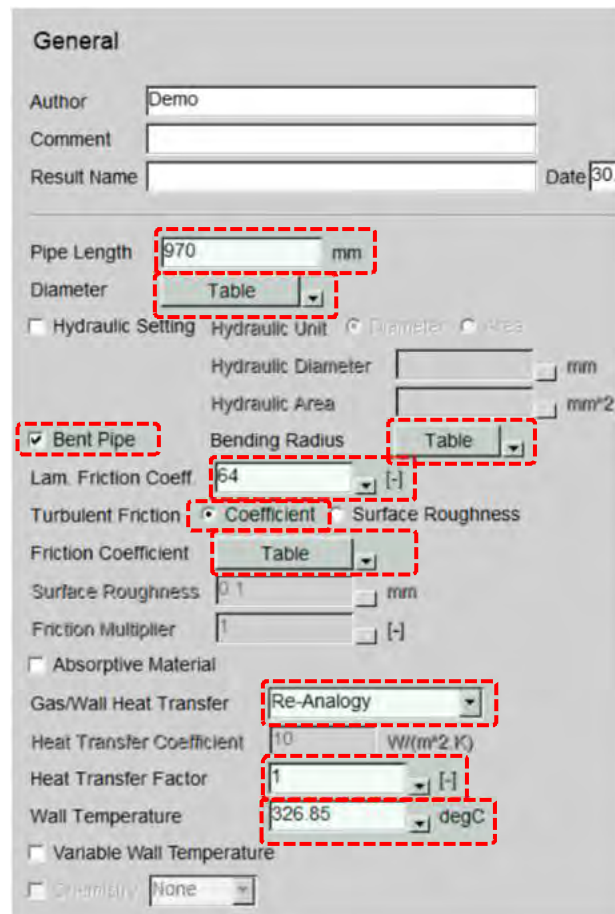 General
Author Demo
Comment
Result Name Date 30.
Pipe Length 970 mm
Diameter Table
Hydraulic Setting Hydraulic Unit Diameter Area
Hydraulic Diameter mm
Hydraulic Area mm^2
Bent Pipe Bending Radius Table
Lam. Friction Coeff. 64 [-]
Turbulent Friction Coefficient Surface Roughness
Friction Coefficient Table
Surface Roughness 0.1 mm
Friction Multiplier 1 [-]
Absorptive Material
Gas/Wall Heat Transfer Re-Analogy
Heat Transfer Coefficient 10 W/(m^2.K)
Heat Transfer Factor 1 [-]
Wall Temperature 326.85 degC
Variable Wall Temperature
Chemistry None